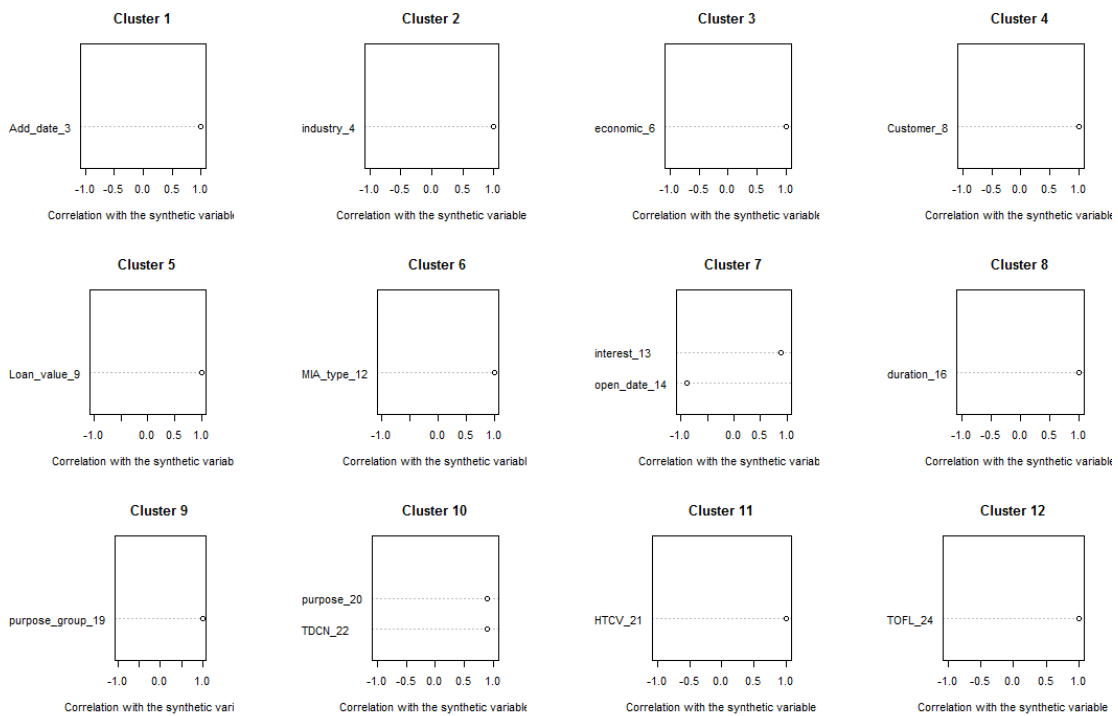 Cluster 1
Cluster 2
Cluster 3
Cluster 4
Add_date_3
industry_4
economic_6
Customer_8
-1.0 -0.5 0.0 0.5 1.0
-1.0 -0.5 0.0 0.5 1.0
-1.0 -0.5 0.0 0.5 1.0
-1.0 -0.5 0.0 0.5 1.0
Correlation with the synthetic variable
Correlation with the synthetic variable
Correlation with the synthetic variable
Correlation with the synthetic variable
Cluster 5
Cluster 6
Cluster 7
Cluster 8
Loan_value_9
MIA_type_12
interest_13
open_date_14
duration_16
-1.0 0.0 0.5 1.0
-1.0 0.0 0.5 1.0
-1.0 -0.5 0.0 0.5 1.0
-1.0 -0.5 0.0 0.5 1.0
Correlation with the synthetic variabl
Correlation with the synthetic variabl
Correlation with the synthetic variable
Correlation with the synthetic variable
Cluster 9
Cluster 10
Cluster 11
Cluster 12
purpose_group_19
purpose_20
TDCN_22
HTCV_21
TOFL_24
-1.0 0.0 1.0
-1.0 -0.5 0.0 0.5 1.0
-1.0 -0.5 0.0 0.5 1.0
-1.0 -0.5 0.0 0.5 1.0
Correlation with the synthetic vari
Correlation with the synthetic variable
Correlation with the synthetic variable
Correlation with the synthetic variable